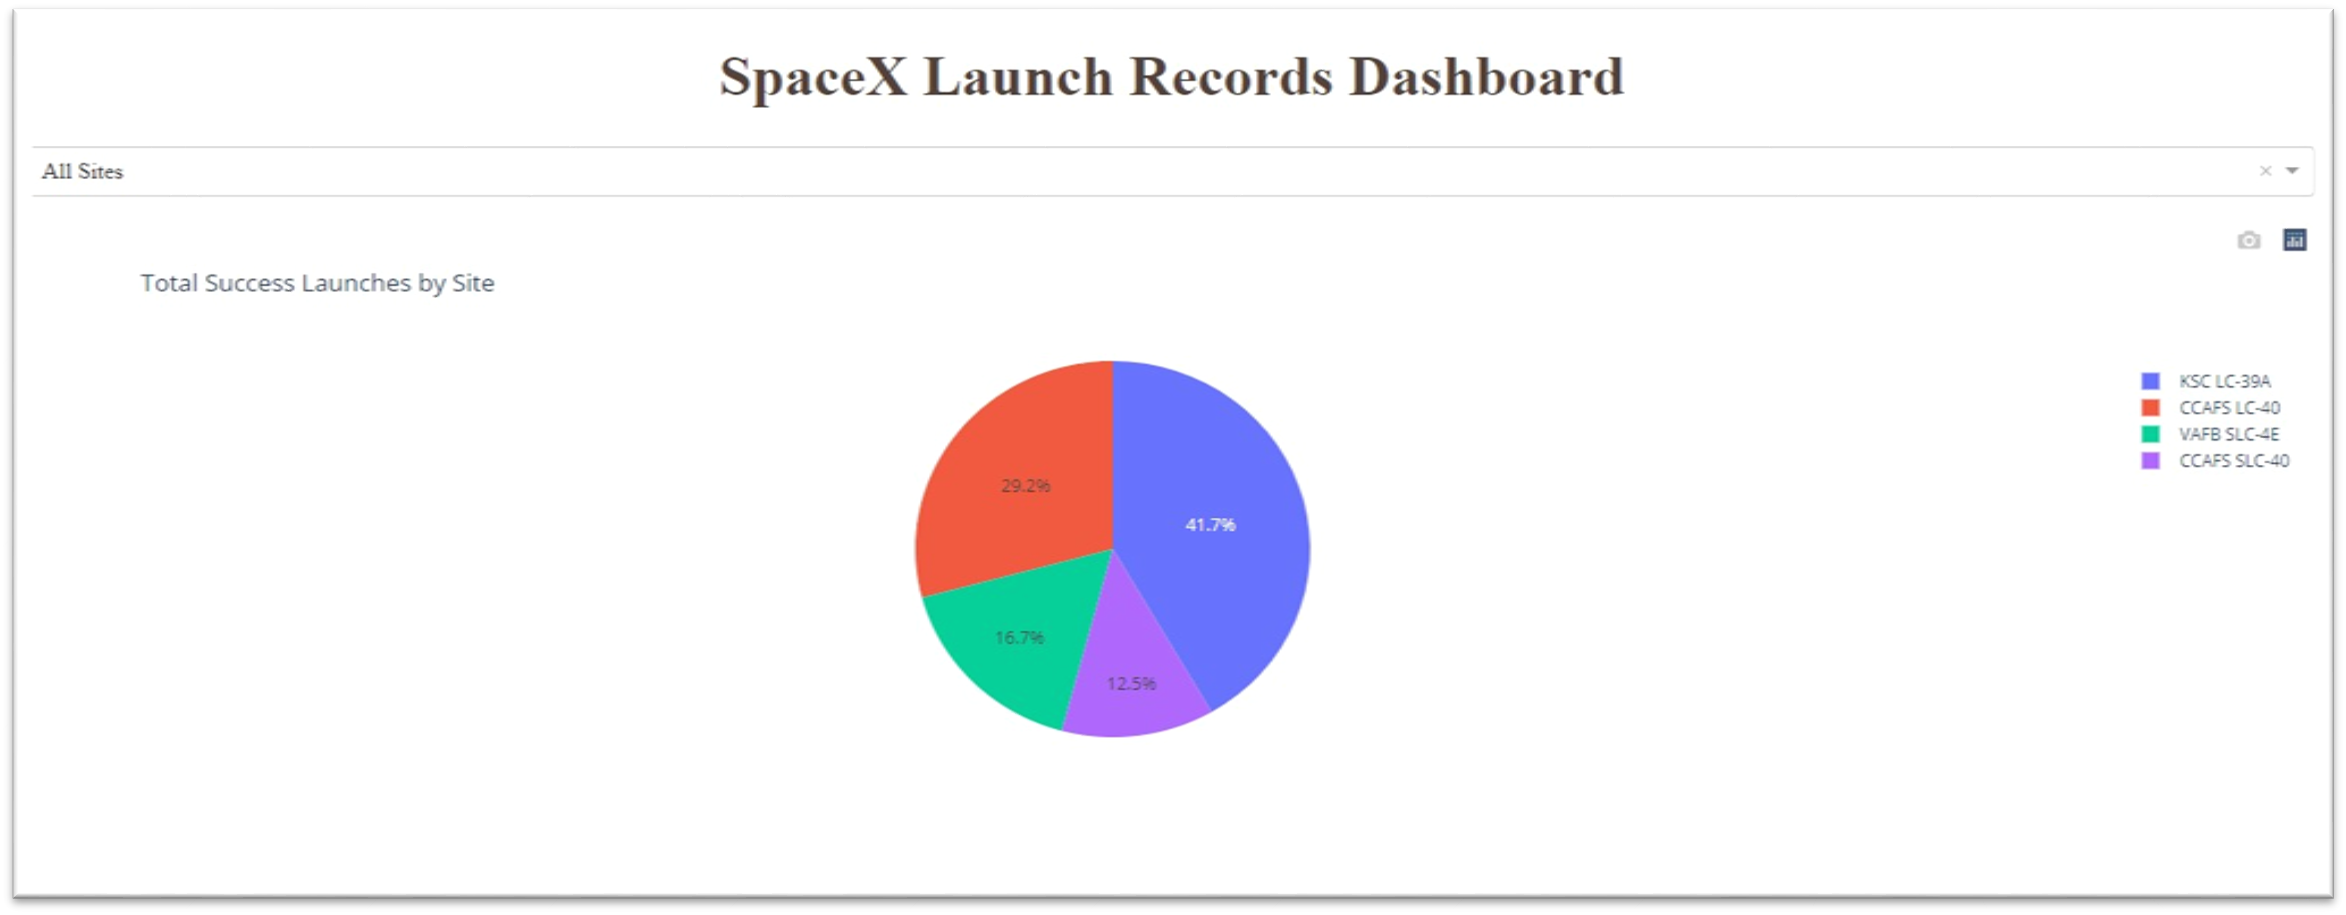 SpaceX Launch Records Dashboard
All Sites
Total Success Launches by Site
KSC LC-39A
CCAFS LC-40
VAFB SLC-4E
CCAFS SLC-40
29.2%
41.7%
16.7%
12.5%